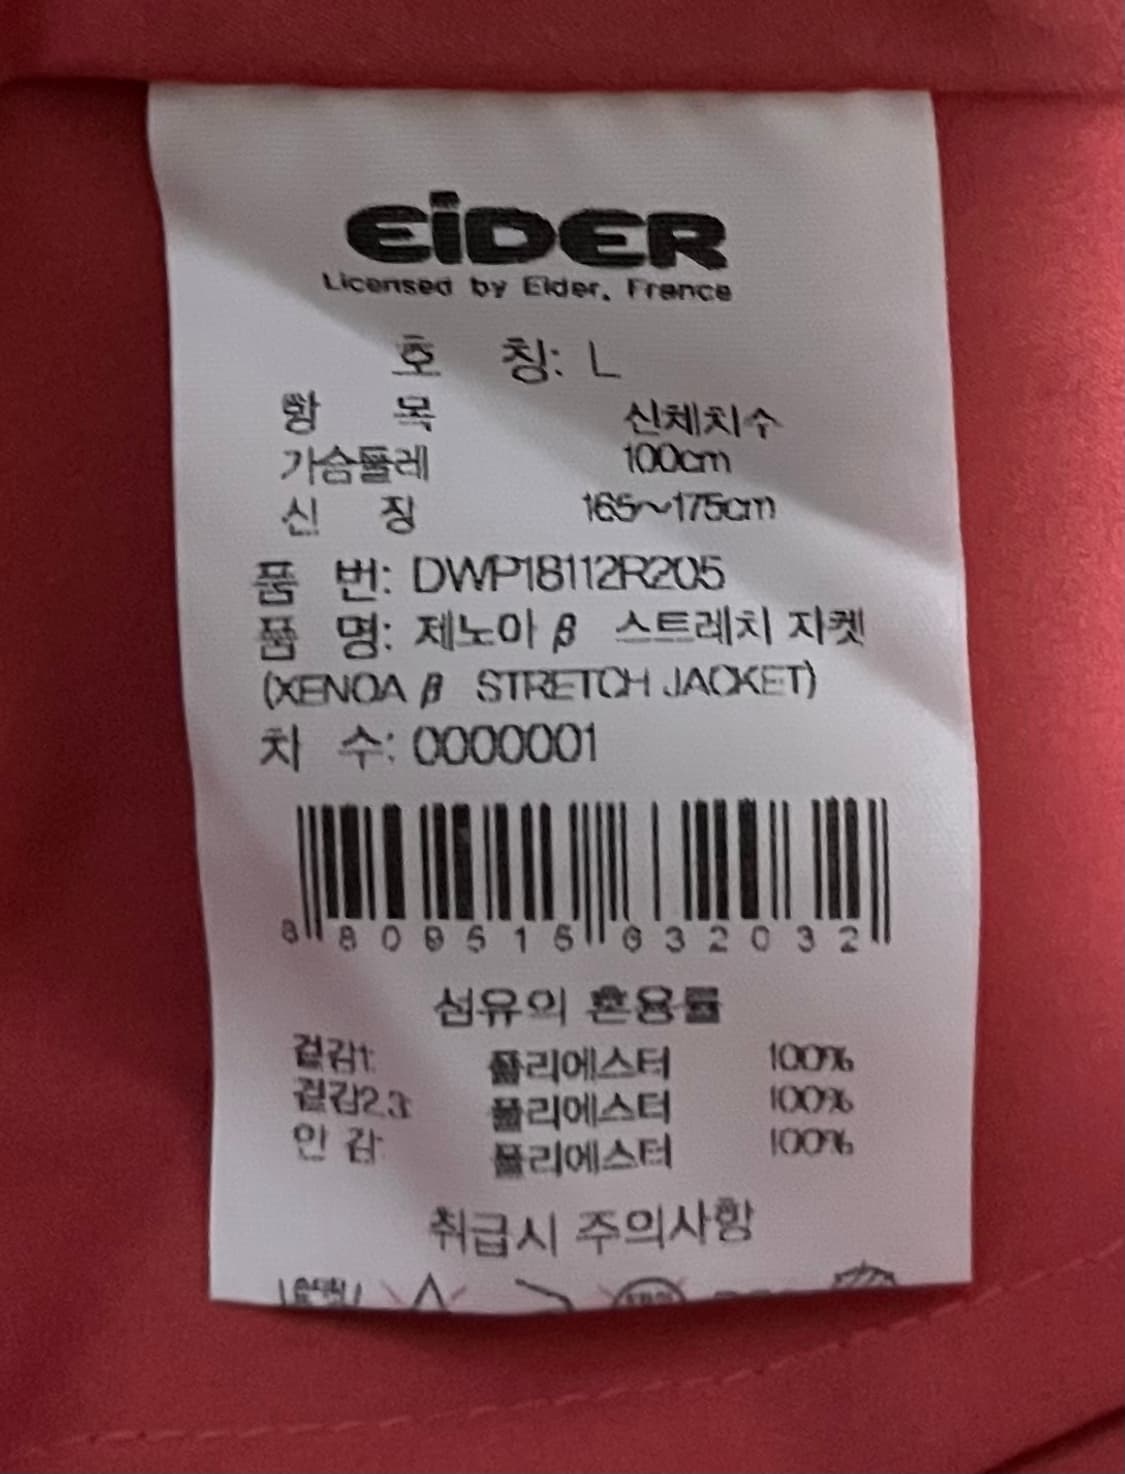 EIDER
Licensed by Eider, France
호 칭: L
항 목 신체치수
가슴둘레 100cm
신 장 165~175cm
품 번: DWP18112R205
품 명: 제노아 β 스트레치 자켓
(XENOA β STRETCH JACKET)
차 수: 0000001
8 809515 632032
섬유의 혼용률
겉감1: 폴리에스터 100%
겉감2,3: 폴리에스터 100%
안 감: 폴리에스터 100%
취급시 주의사항